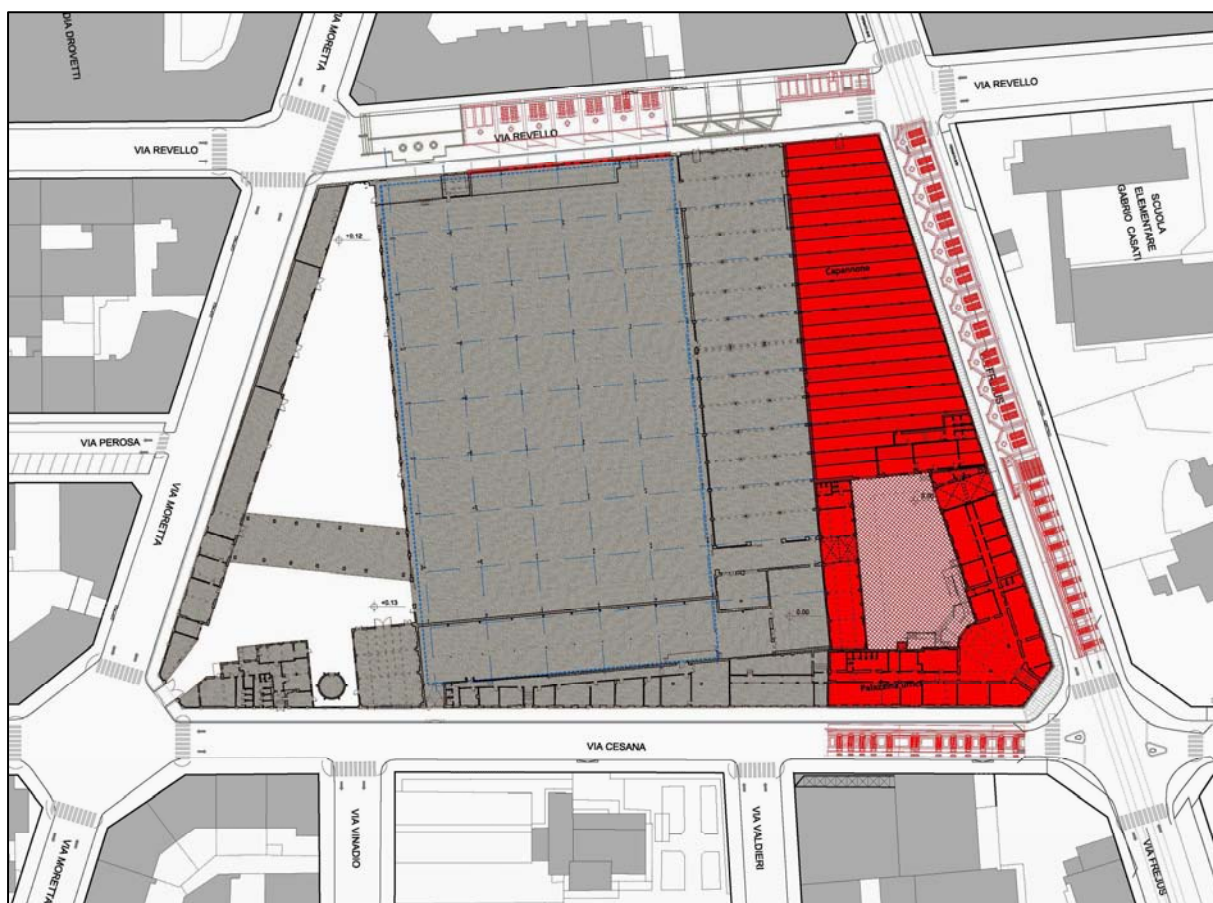 DIA DROVETTI
VIA MORETTA
VIA REVELLO
VIA REVELLO
VIA REVELLO
SCUOLA
ELEMENTARE
GABRIO CASATI
+0.12
Capannone
VIA PEROSA
VIA MORETTA
FREJUS
0.00
+0.13
0.00
Palazzina uffici
VIA CESANA
VIA MORETTA
VIA VINADIO
VIA VALDIERI
VIA FREJUS